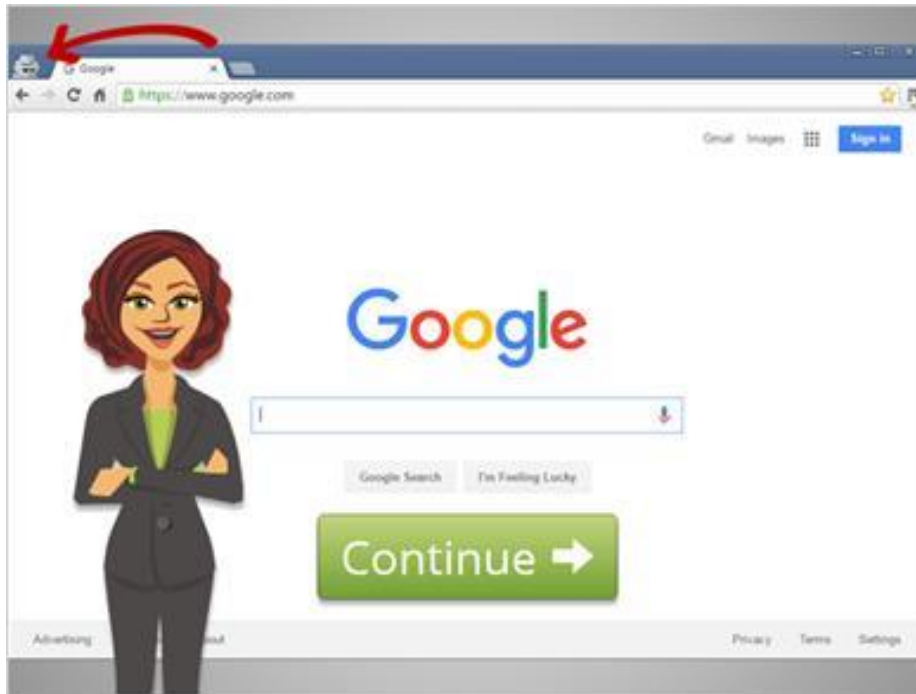 Google
https://www.google.com
Gmail Images Sign in
Google
Google Search I'm Feeling Lucky
Continue
Advertising
Privacy Terms Settings